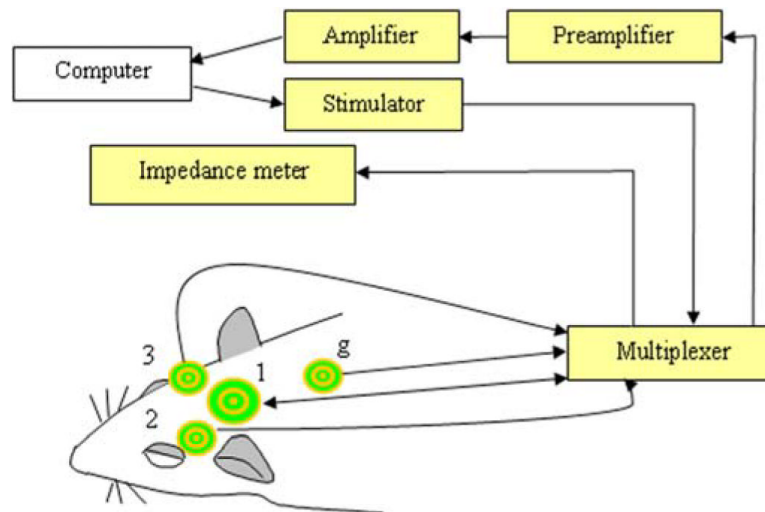 Amplifier
Preamplifier
Computer
Stimulator
Impedance meter
3
g
1
Multiplexer
2